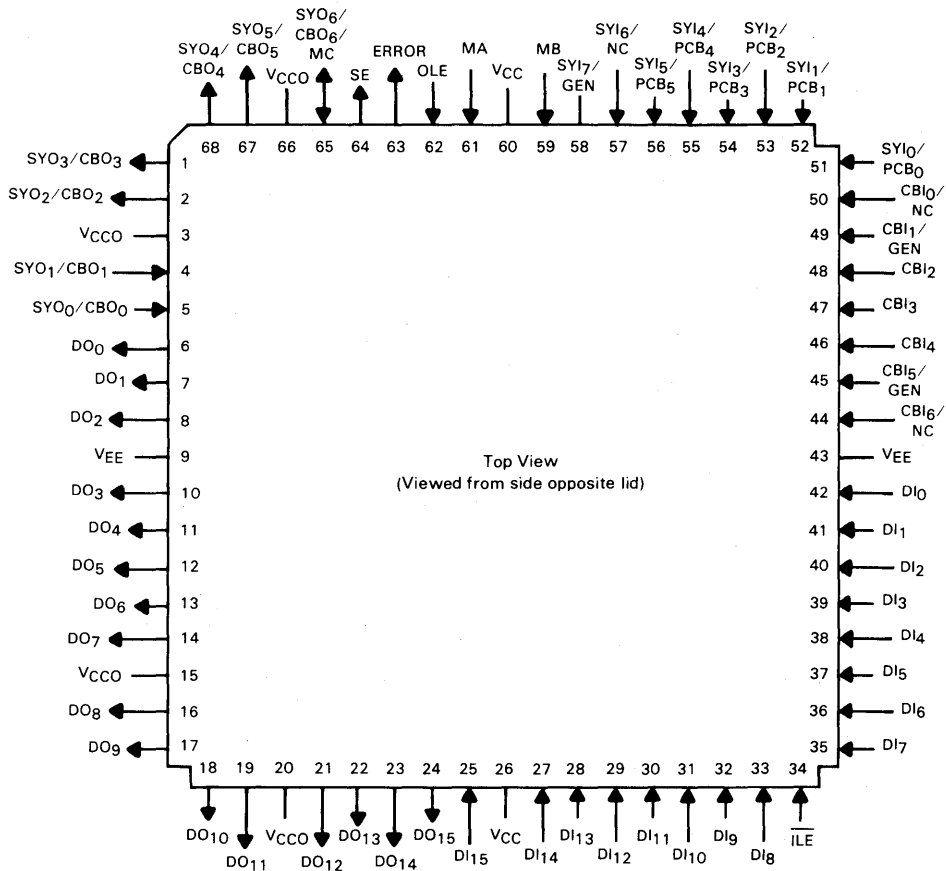 SYO4/
CBO4
SYO5/
CBO5
VCCO
SYO6/
CBO6/
MC
SE
ERROR
OLE
MA
VCC
MB
SYI7/
GEN
SYI6/
NC
SYI5/
PCB5
SYI4/
PCB4
SYI3/
PCB3
SYI2/
PCB2
SYI1/
PCB1
68 67 66 65 64 63 62 61 60 59 58 57 56 55 54 53 52
SYO3/CBO3 1
SYO2/CBO2 2
VCCO 3
SYO1/CBO1 4
SYO0/CBO0 5
DO0 6
DO1 7
DO2 8
VEE 9
DO3 10
DO4 11
DO5 12
DO6 13
DO7 14
VCCO 15
DO8 16
DO9 17
Top View
(Viewed from side opposite lid)
51 SYI0/
PCB0
50 CBI0/
NC
49 CBI1/
GEN
48 CBI2
47 CBI3
46 CBI4
45 CBI5/
GEN
44 CBI6/
NC
43 VEE
42 DI0
41 DI1
40 DI2
39 DI3
38 DI4
37 DI5
36 DI6
35 DI7
18 19 20 21 22 23 24 25 26 27 28 29 30 31 32 33 34
DO10 DO11 VCCO DO12 DO13 DO14 DO15 DI15 VCC DI14 DI13 DI12 DI11 DI10 DI9 DI8 ILE